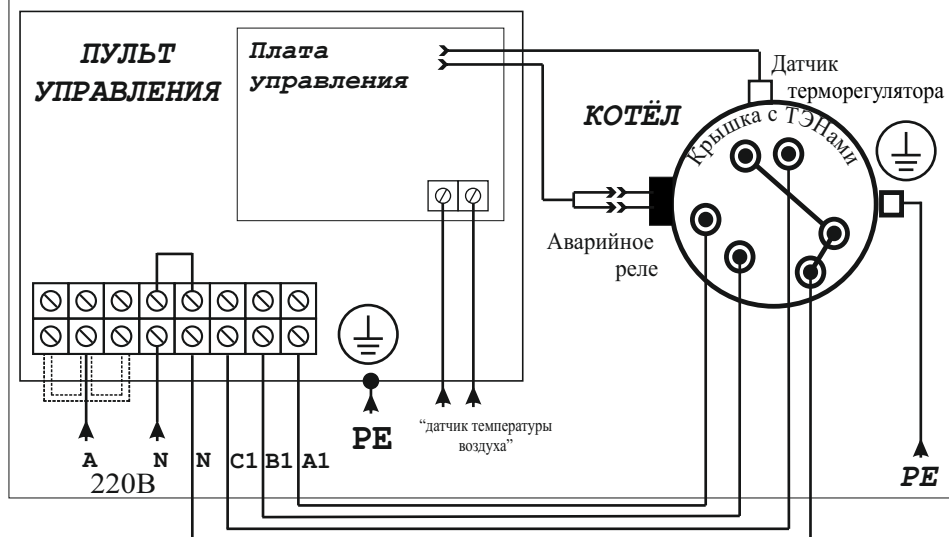 ПУЛЬТ
УПРАВЛЕНИЯ
Плата
управления
КОТЁЛ
Датчик
терморегулятора
Крышка с ТЭНами
Аварийное
реле
"датчик температуры
воздуха"
PE
A N N C1 B1 A1
220В
PE